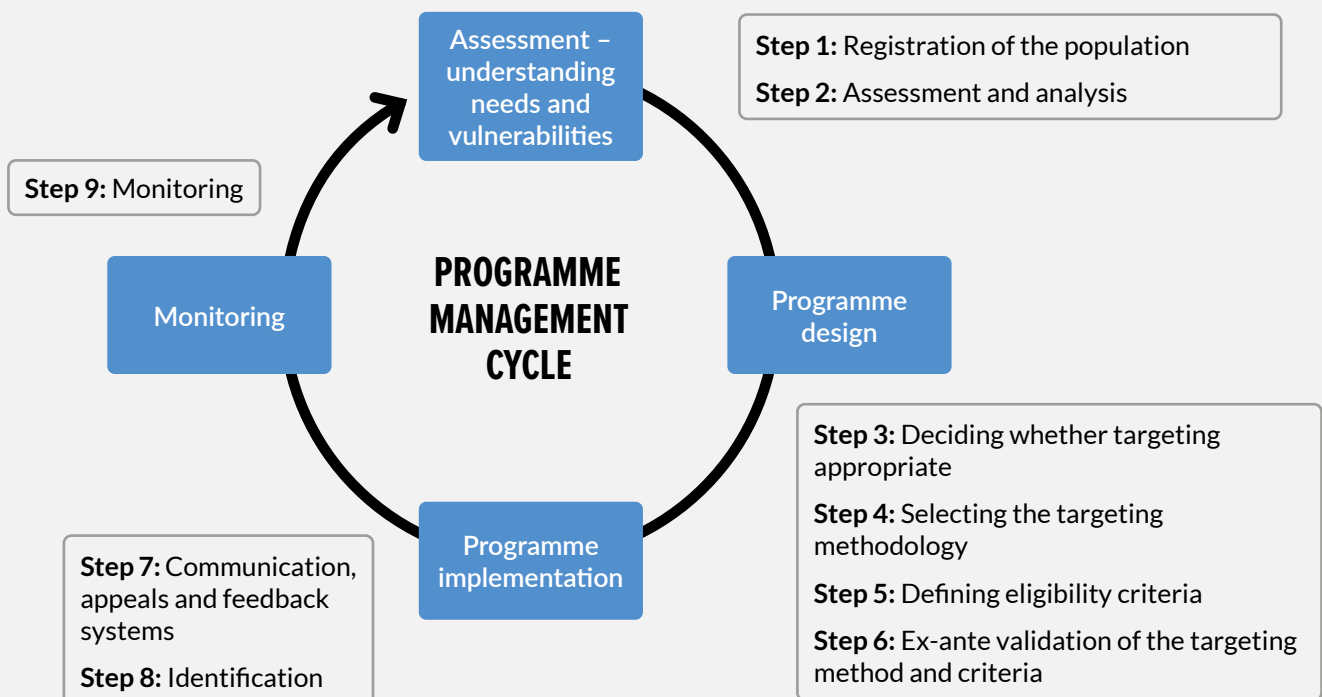 Assessment –
understanding
needs and
vulnerabilities
Step 1: Registration of the population
Step 2: Assessment and analysis
Step 9: Monitoring
PROGRAMME
MANAGEMENT
CYCLE
Monitoring
Programme
design
Step 3: Deciding whether targeting
appropriate
Step 4: Selecting the targeting
methodology
Step 5: Defining eligibility criteria
Step 6: Ex-ante validation of the targeting
method and criteria
Programme
implementation
Step 7: Communication,
appeals and feedback
systems
Step 8: Identification